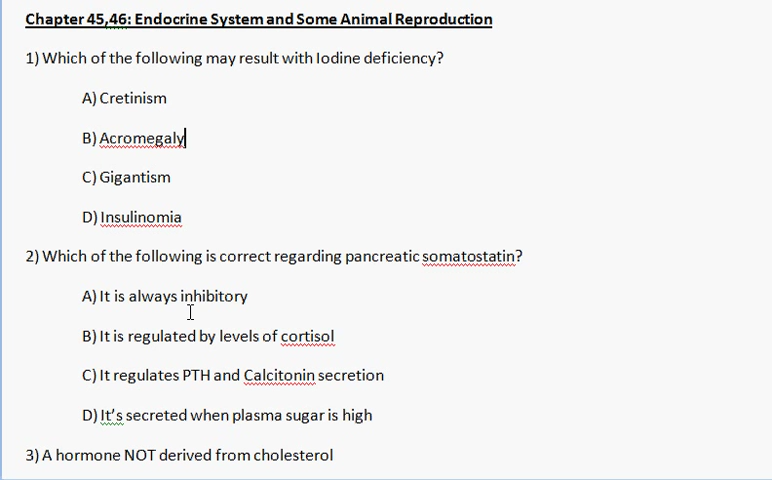 Chapter 45,46: Endocrine System and Some Animal Reproduction
1) Which of the following may result with Iodine deficiency?
A) Cretinism
B) Acromegaly
C) Gigantism
D) Insulinomia
2) Which of the following is correct regarding pancreatic somatostatin?
A) It is always inhibitory
B) It is regulated by levels of cortisol
C) It regulates PTH and Calcitonin secretion
D) It's secreted when plasma sugar is high
3) A hormone NOT derived from cholesterol